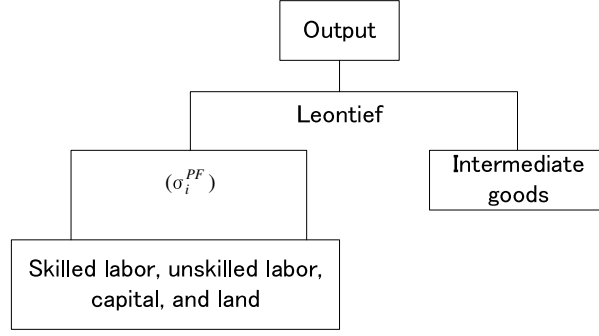 Output
Leontief
(σ_i^{PF})
Intermediate
goods
Skilled labor, unskilled labor,
capital, and land